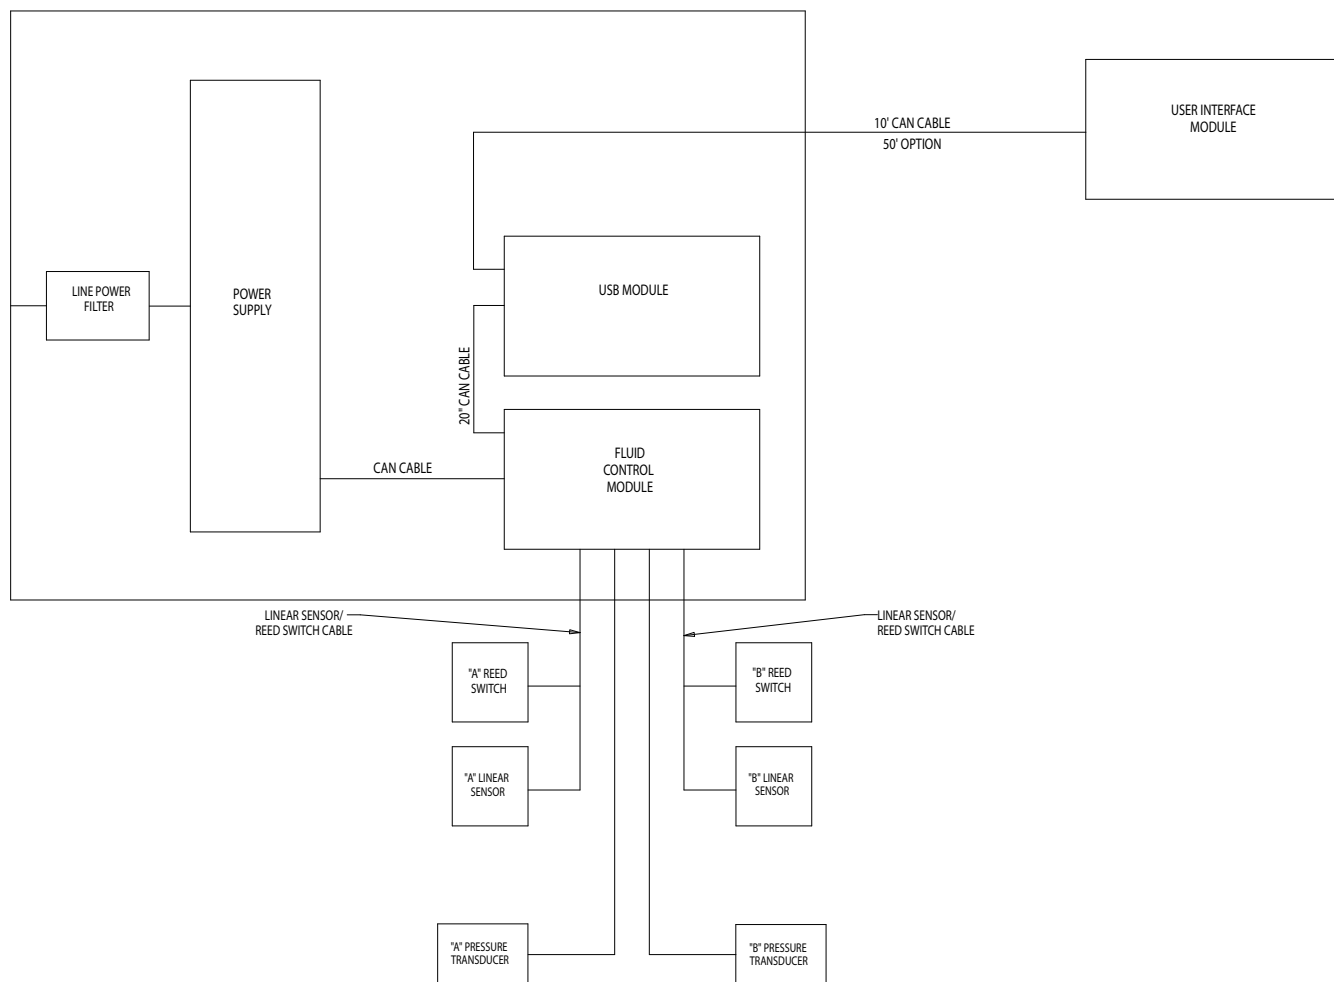 10' CAN CABLE
50' OPTION
USER INTERFACE
MODULE
LINE POWER
FILTER
POWER
SUPPLY
USB MODULE
20" CAN CABLE
CAN CABLE
FLUID
CONTROL
MODULE
LINEAR SENSOR/
REED SWITCH CABLE
LINEAR SENSOR/
REED SWITCH CABLE
"A" REED
SWITCH
"B" REED
SWITCH
"A" LINEAR
SENSOR
"B" LINEAR
SENSOR
"A" PRESSURE
TRANSDUCER
"B" PRESSURE
TRANSDUCER